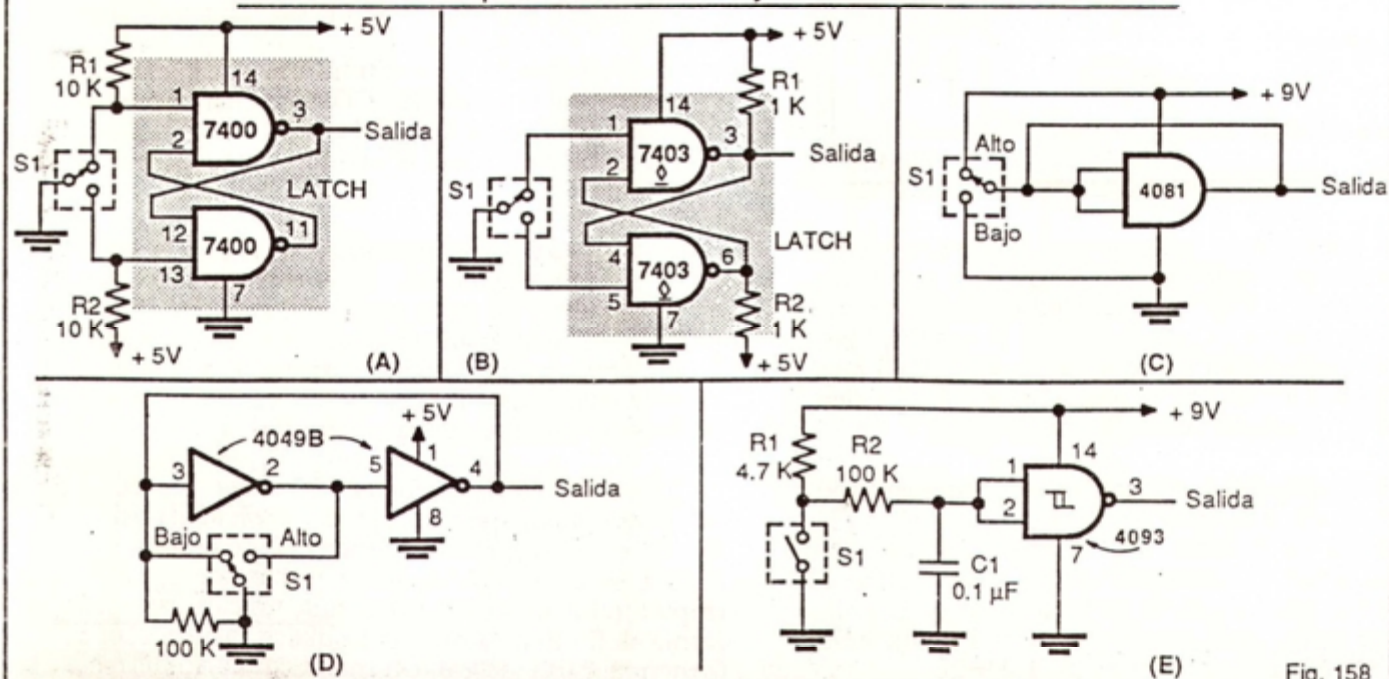 + 5V
R1
10 K
14
1
3
7400
Salida
2
S1
LATCH
12
11
7400
13
R2
10 K
7
+ 5V
(A)
+ 5V
R1
1 K
14
1
3
7403
Salida
2
S1
LATCH
4
6
7403
5
R2
1 K
7
+ 5V
(B)
+ 9V
Alto
S1
4081
Salida
Bajo
(C)
+ 5V
4049B
1
3
2
5
4
Salida
8
Bajo
Alto
S1
100 K
(D)
+ 9V
R1
4.7 K
R2
100 K
14
1
3
Salida
2
S1
4093
7
C1
0.1 µF
(E)
Fig. 158